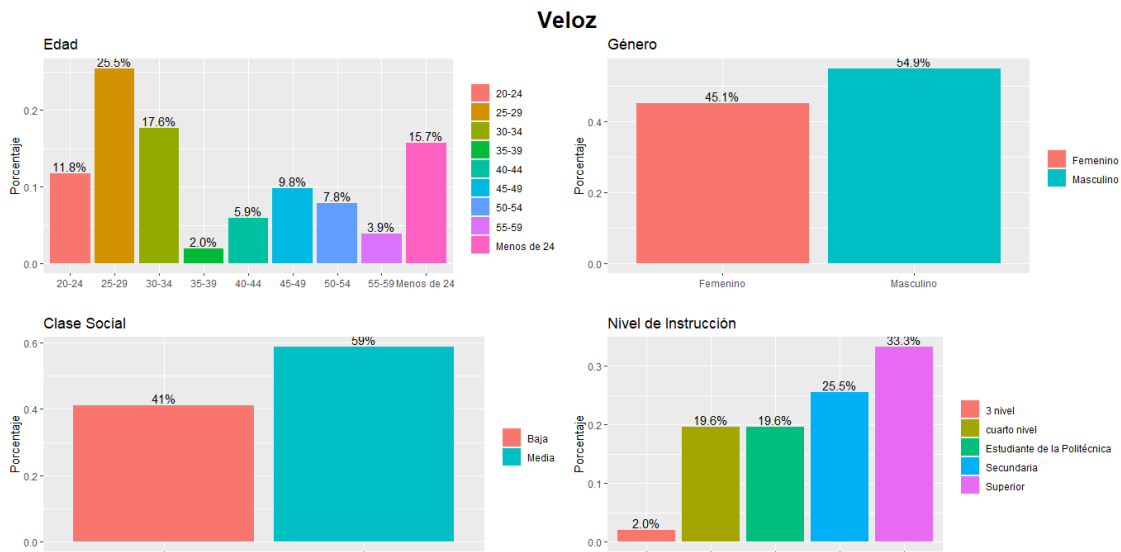 Veloz
Edad
Porcentaje
0.2
0.1
0.0
11.8%
25.5%
17.6%
2.0%
5.9%
9.8%
7.8%
3.9%
15.7%
20-24 25-29 30-34 35-39 40-44 45-49 50-54 55-59 Menos de 24
20-24
25-29
30-34
35-39
40-44
45-49
50-54
55-59
Menos de 24
Género
Porcentaje
0.4
0.2
0.0
45.1%
54.9%
Femenino Masculino
Femenino
Masculino
Clase Social
Porcentaje
0.6
0.4
0.2
0.0
41%
59%
Baja
Media
Nivel de Instrucción
Porcentaje
0.3
0.2
0.1
0.0
2.0%
19.6%
19.6%
25.5%
33.3%
3 nivel
cuarto nivel
Estudiante de la Politécnica
Secundaria
Superior